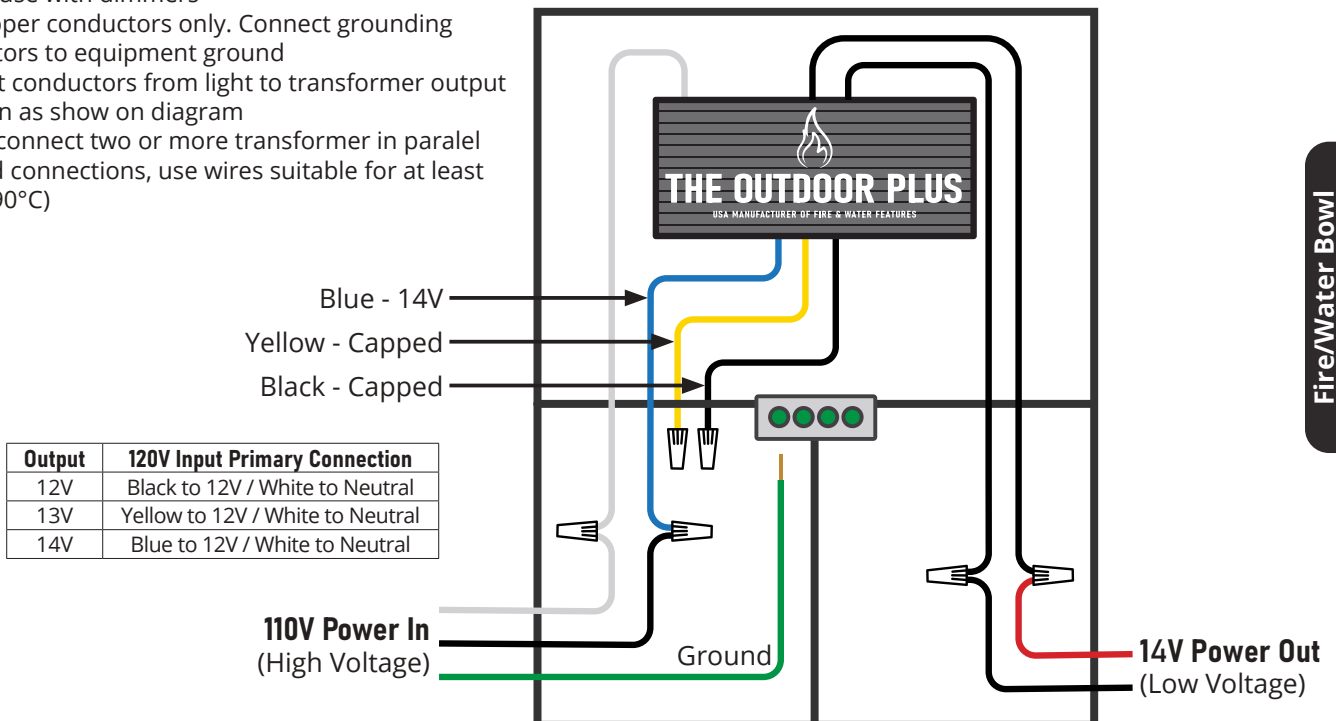 use with dimmers
per conductors only. Connect grounding
tors to equipment ground
t conductors from light to transformer output
n as show on diagram
connect two or more transformer in paralel
d connections, use wires suitable for at least
90°C)
THE OUTDOOR PLUS
USA MANUFACTURER OF FIRE & WATER FEATURES
Fire/Water Bowl
Blue - 14V
Yellow - Capped
Black - Capped
Output 120V Input Primary Connection
12V Black to 12V / White to Neutral
13V Yellow to 12V / White to Neutral
14V Blue to 12V / White to Neutral
110V Power In
(High Voltage)
Ground
14V Power Out
(Low Voltage)